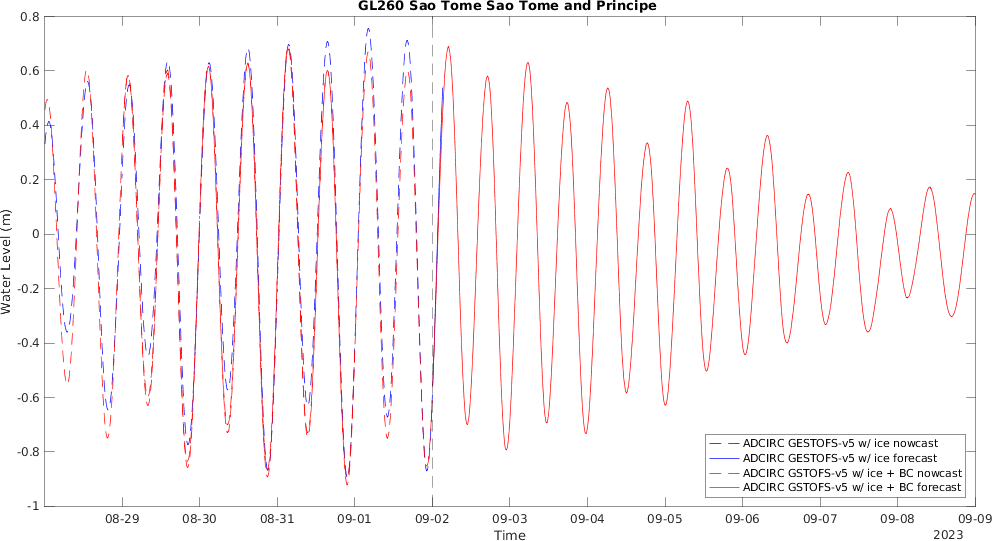 GL260 Sao Tome Sao Tome and Principe
0.8
0.6
0.4
0.2
0
-0.2
-0.4
-0.6
-0.8
-1
Water Level (m)
ADCIRC GESTOFS-v5 w/ ice nowcast
ADCIRC GESTOFS-v5 w/ ice forecast
ADCIRC GSTOFS-v5 w/ ice + BC nowcast
ADCIRC GSTOFS-v5 w/ ice + BC forecast
08-29 08-30 08-31 09-01 09-02 09-03 09-04 09-05 09-06 09-07 09-08 09-09
Time
2023